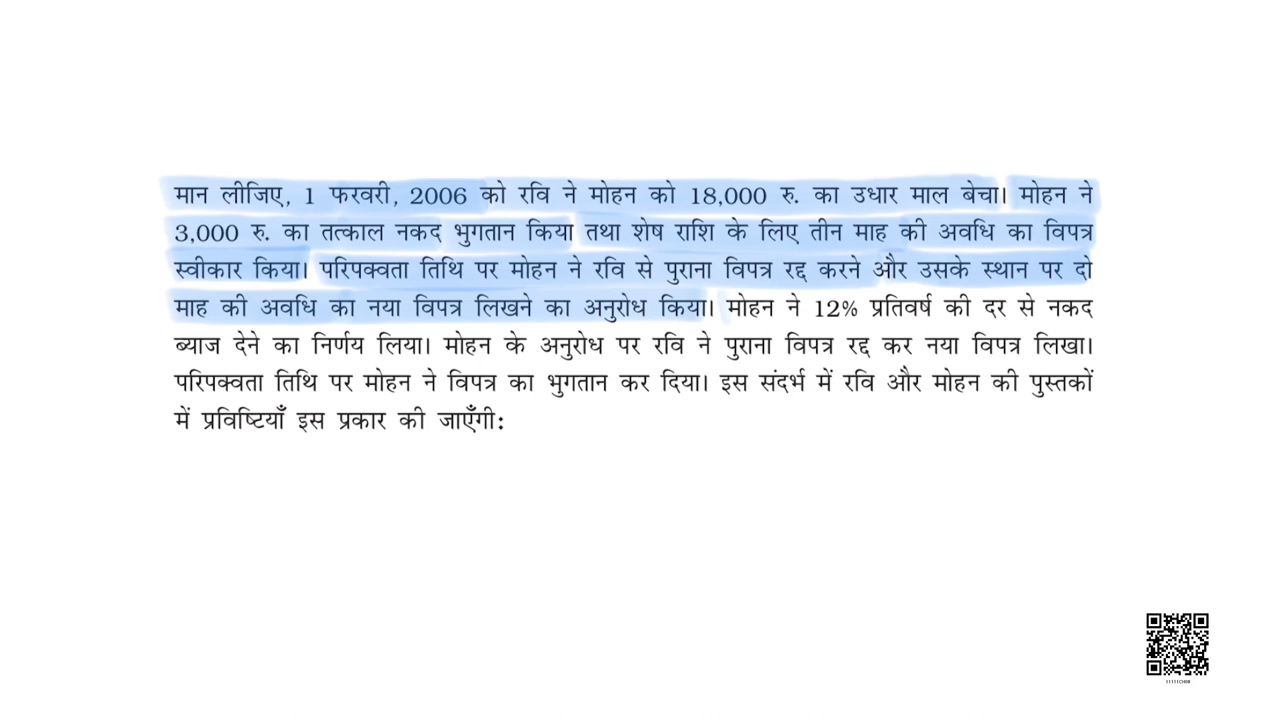 मान लीजिए, 1 फरवरी, 2006 को रवि ने मोहन को 18,000 रु. का उधार माल बेचा। मोहन ने
3,000 रु. का तत्काल नकद भुगतान किया तथा शेष राशि के लिए तीन माह की अवधि का विपत्र
स्वीकार किया। परिपक्वता तिथि पर मोहन ने रवि से पुराना विपत्र रद्द करने और उसके स्थान पर दो
माह की अवधि का नया विपत्र लिखने का अनुरोध किया। मोहन ने 12% प्रतिवर्ष की दर से नकद
ब्याज देने का निर्णय लिया। मोहन के अनुरोध पर रवि ने पुराना विपत्र रद्द कर नया विपत्र लिखा।
परिपक्वता तिथि पर मोहन ने विपत्र का भुगतान कर दिया। इस संदर्भ में रवि और मोहन की पुस्तकों
में प्रविष्टियाँ इस प्रकार की जाएँगी: